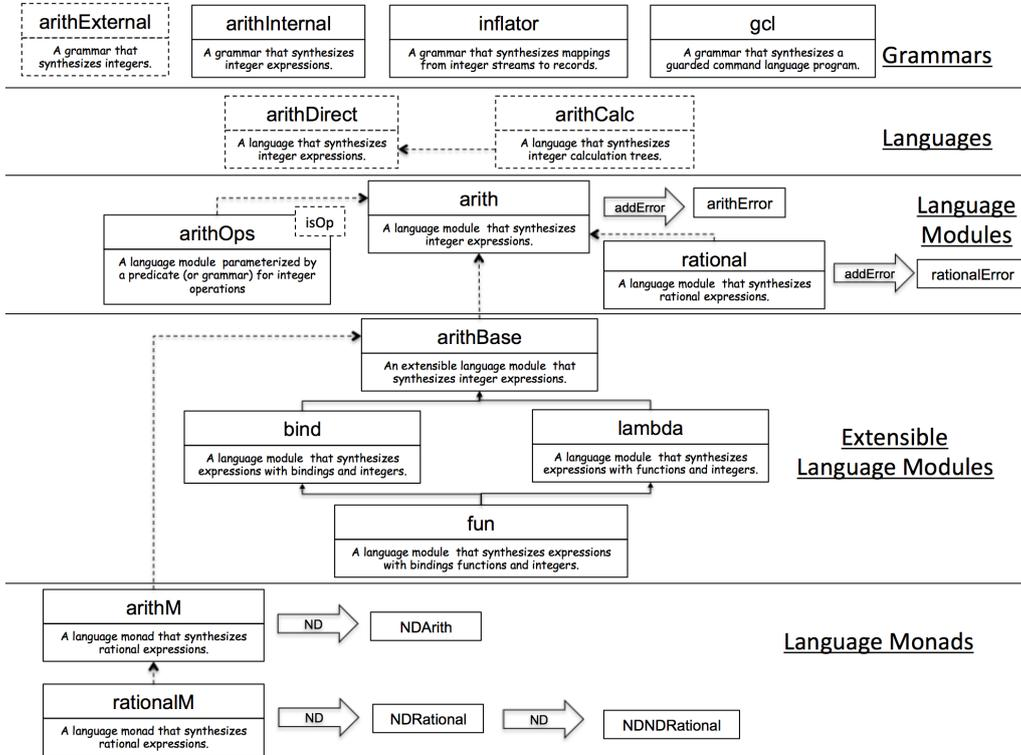 arithExternal
A grammar that
synthesizes integers.
arithInternal
A grammar that synthesizes
integer expressions.
inflator
A grammar that synthesizes mappings
from integer streams to records.
gcl
A grammar that synthesizes a
guarded command language program.
Grammars
arithDirect
A language that synthesizes
integer expressions.
arithCalc
A language that synthesizes
integer calculation trees.
Languages
arith
A language module that synthesizes
integer expressions.
addError
arithError
Language
Modules
isOp
arithOps
A language module parameterized by
a predicate (or grammar) for integer
operations
rational
A language module that synthesizes
rational expressions.
addError
rationalError
arithBase
An extensible language module that
synthesizes integer expressions.
bind
A language module that synthesizes
expressions with bindings and integers.
lambda
A language module that synthesizes
expressions with functions and integers.
Extensible
Language Modules
fun
A language module that synthesizes expressions
with bindings functions and integers.
arithM
A language monad that synthesizes
rational expressions.
ND
NDArith
Language Monads
rationalM
A language monad that synthesizes
rational expressions.
ND
NDRational
ND
NDNDRational